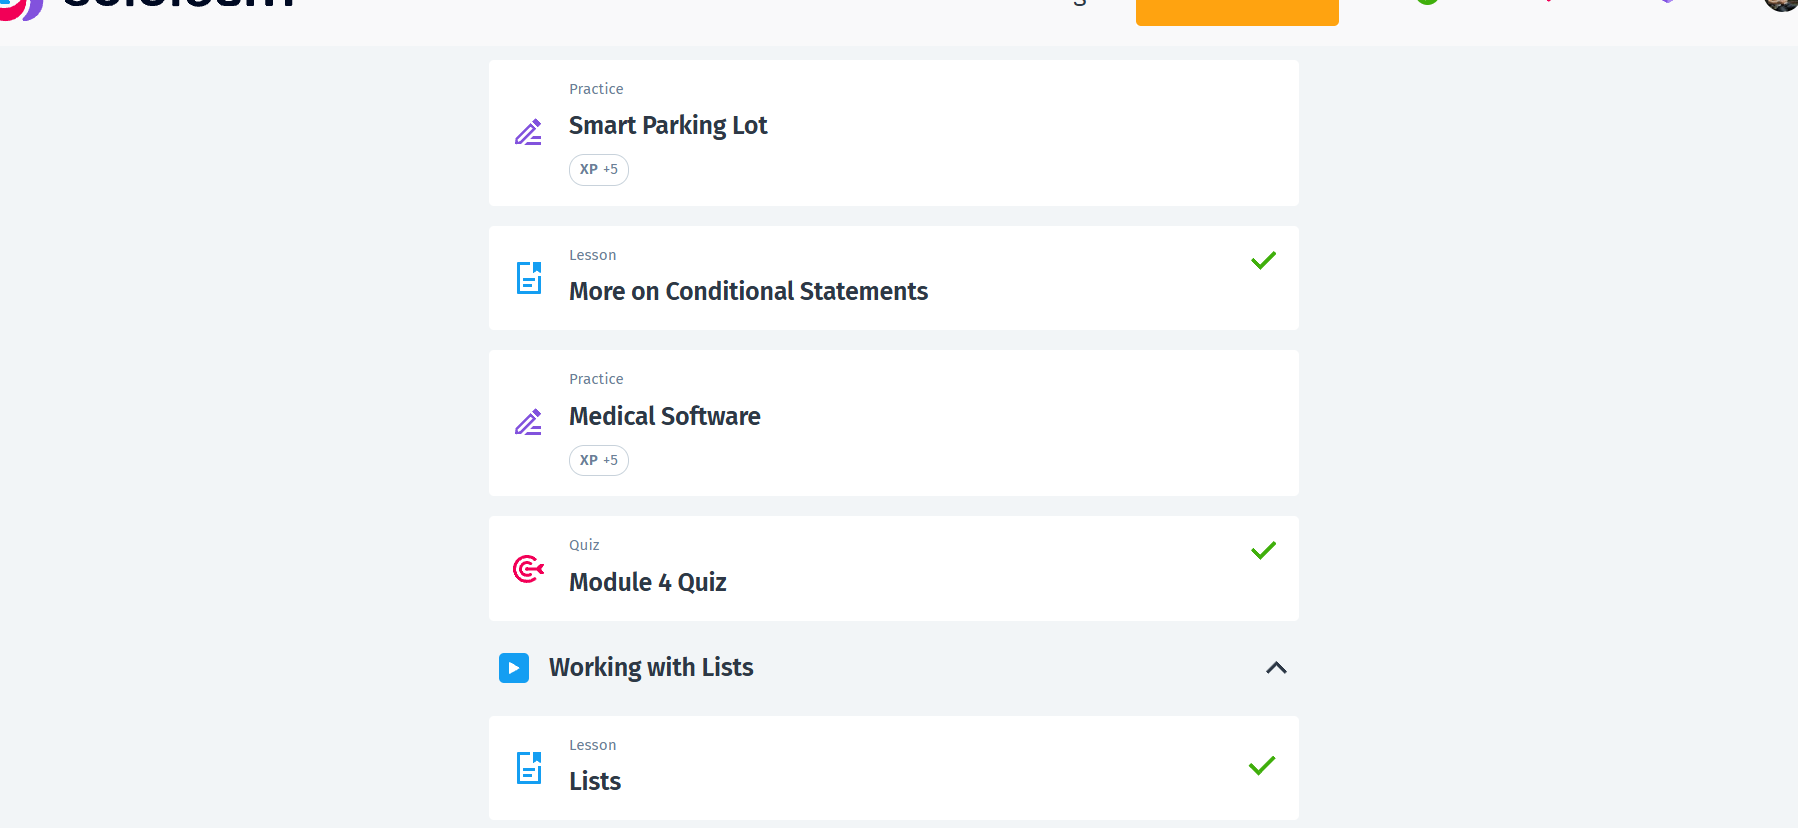 Practice
Smart Parking Lot
XP +5
Lesson
More on Conditional Statements
Practice
Medical Software
XP +5
Quiz
Module 4 Quiz
Working with Lists
Lesson
Lists